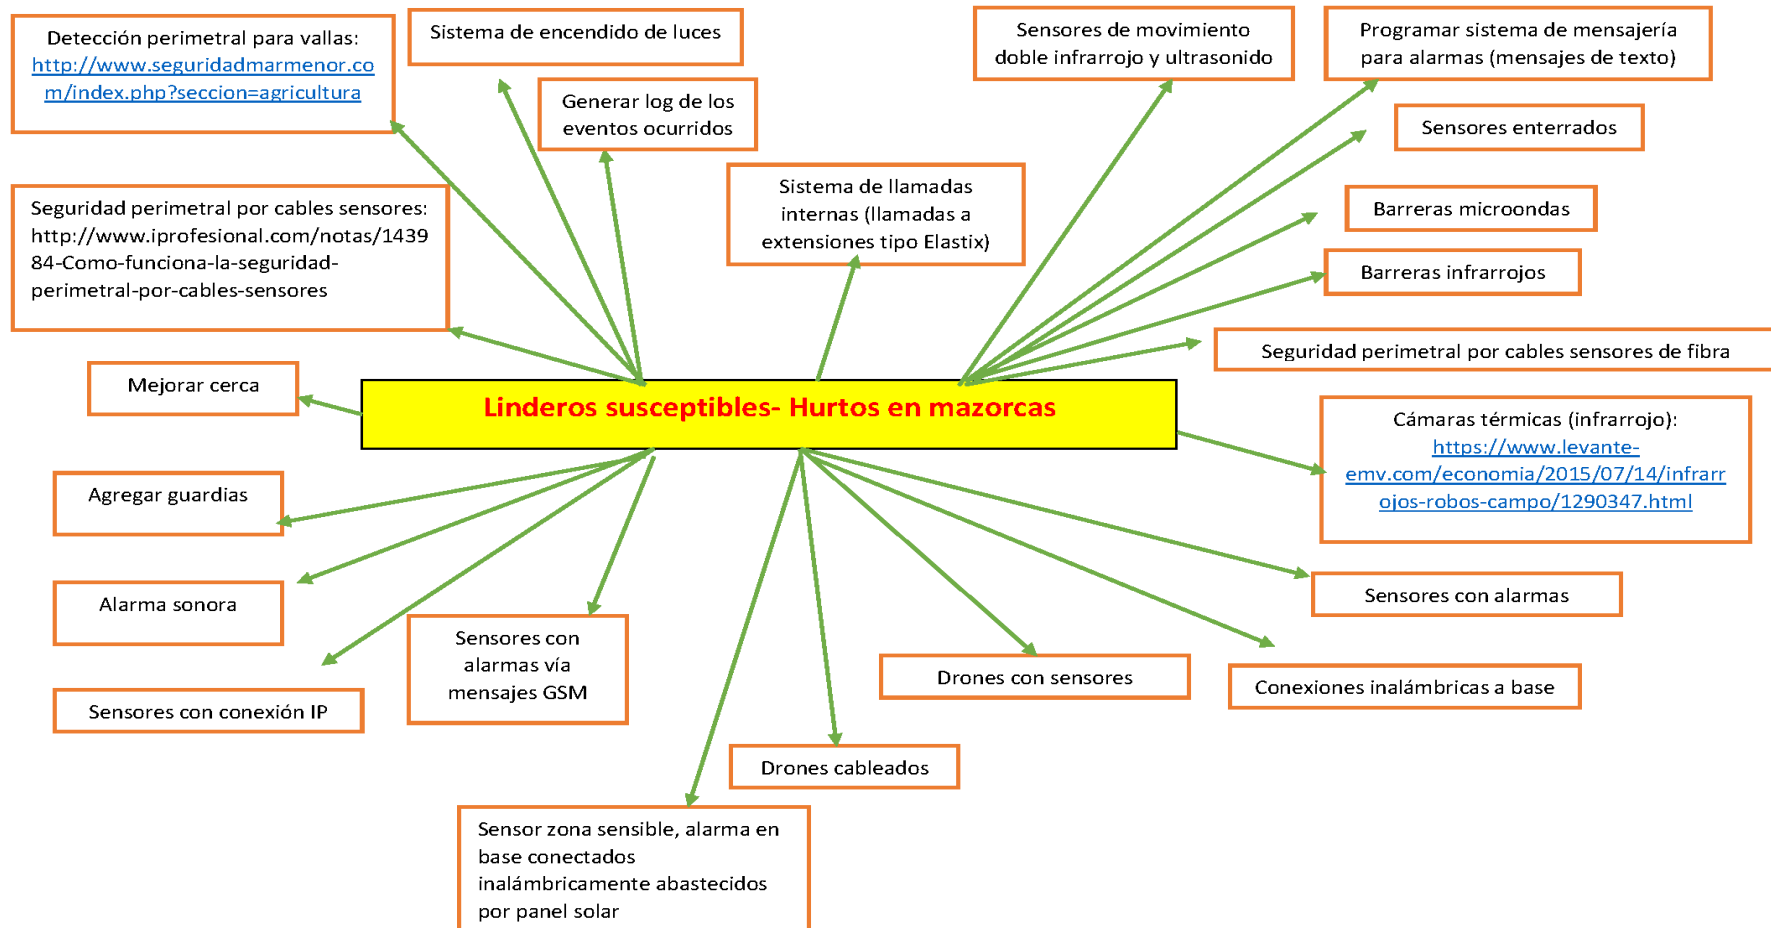 Detección perimetral para vallas:
http://www.seguridadmarmenor.co
m/index.php?seccion=agricultura
Sistema de encendido de luces
Generar log de los
eventos ocurridos
Sensores de movimiento
doble infrarrojo y ultrasonido
Programar sistema de mensajería
para alarmas (mensajes de texto)
Sensores enterrados
Sistema de llamadas
internas (llamadas a
extensiones tipo Elastix)
Seguridad perimetral por cables sensores:
http://www.iprofesional.com/notas/1439
84-Como-funciona-la-seguridad-
perimetral-por-cables-sensores
Barreras microondas
Barreras infrarrojos
Seguridad perimetral por cables sensores de fibra
Mejorar cerca
Linderos susceptibles- Hurtos en mazorcas
Cámaras térmicas (infrarrojo):
https://www.levante-
emv.com/economia/2015/07/14/infrarr
ojos-robos-campo/1290347.html
Agregar guardias
Alarma sonora
Sensores con conexión IP
Sensores con
alarmas vía
mensajes GSM
Sensores con alarmas
Drones con sensores
Conexiones inalámbricas a base
Drones cableados
Sensor zona sensible, alarma en
base conectados
inalámbricamente abastecidos
por panel solar